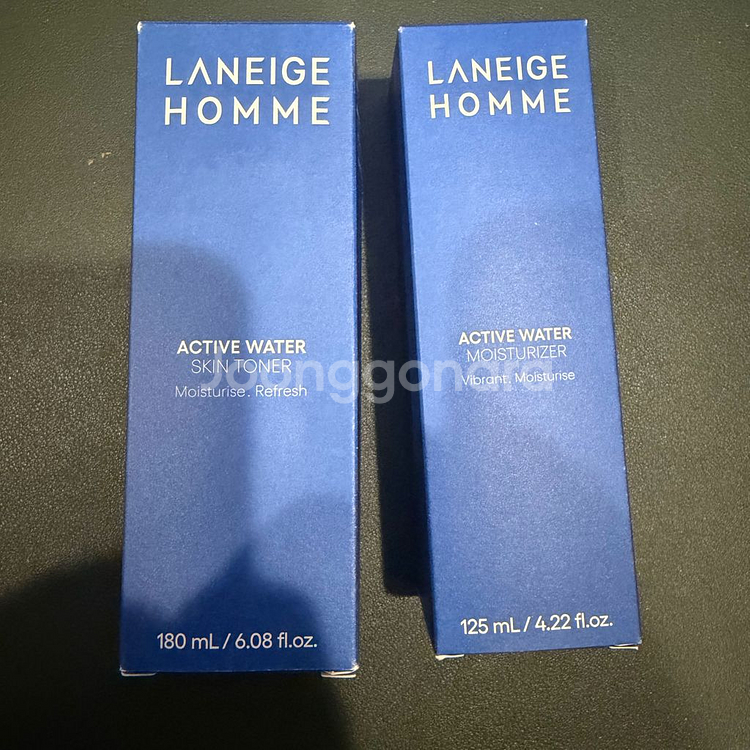 LANEIGE
HOMME
ACTIVE WATER
SKIN TONER
Moisturise. Refresh
180 mL / 6.08 fl.oz.
LANEIGE
HOMME
ACTIVE WATER
MOISTURIZER
Vibrant. Moisturise
125 mL / 4.22 fl.oz.
Joonggonara